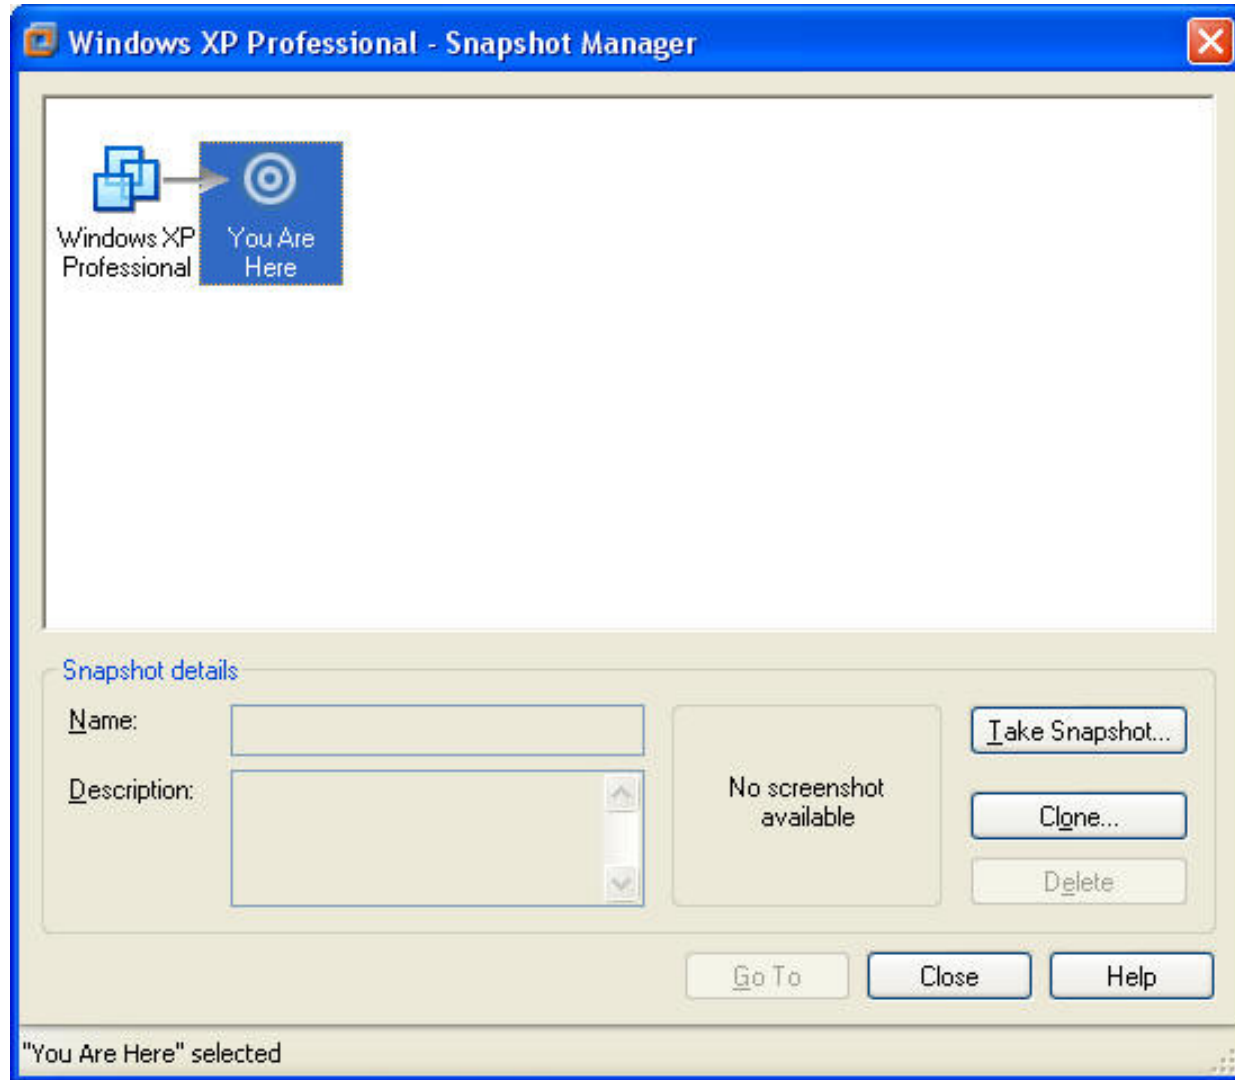 Windows XP Professional - Snapshot Manager
Windows XP
Professional
You Are
Here
Snapshot details
Name:
Description:
No screenshot
available
Take Snapshot...
Clone...
Delete
Go To
Close
Help
"You Are Here" selected